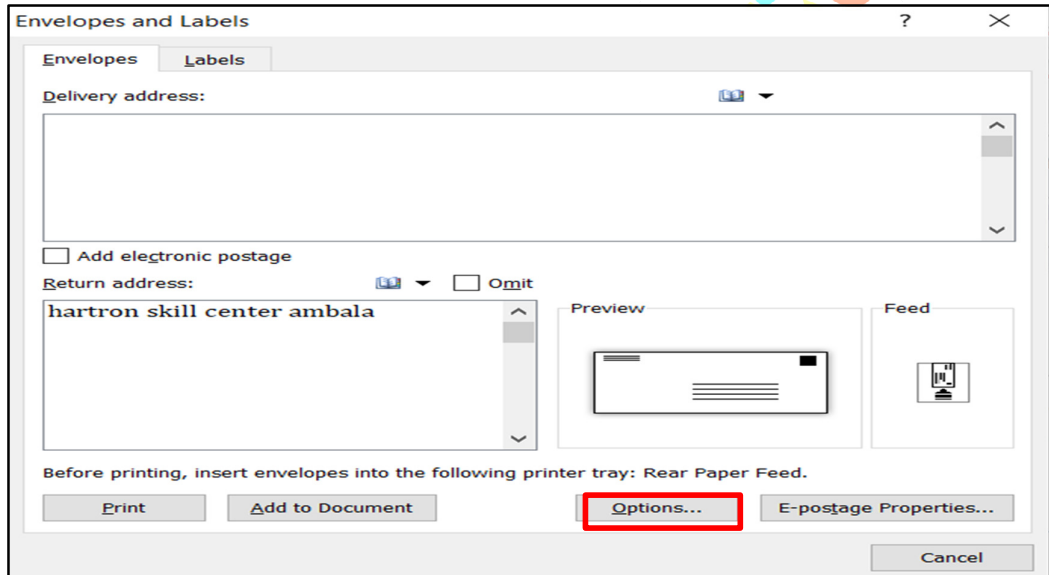 Envelopes and Labels ?
Envelopes Labels
Delivery address:
Add electronic postage
Return address: Omit
hartron skill center ambala
Preview Feed
Before printing, insert envelopes into the following printer tray: Rear Paper Feed.
Print Add to Document Options... E-postage Properties...
Cancel